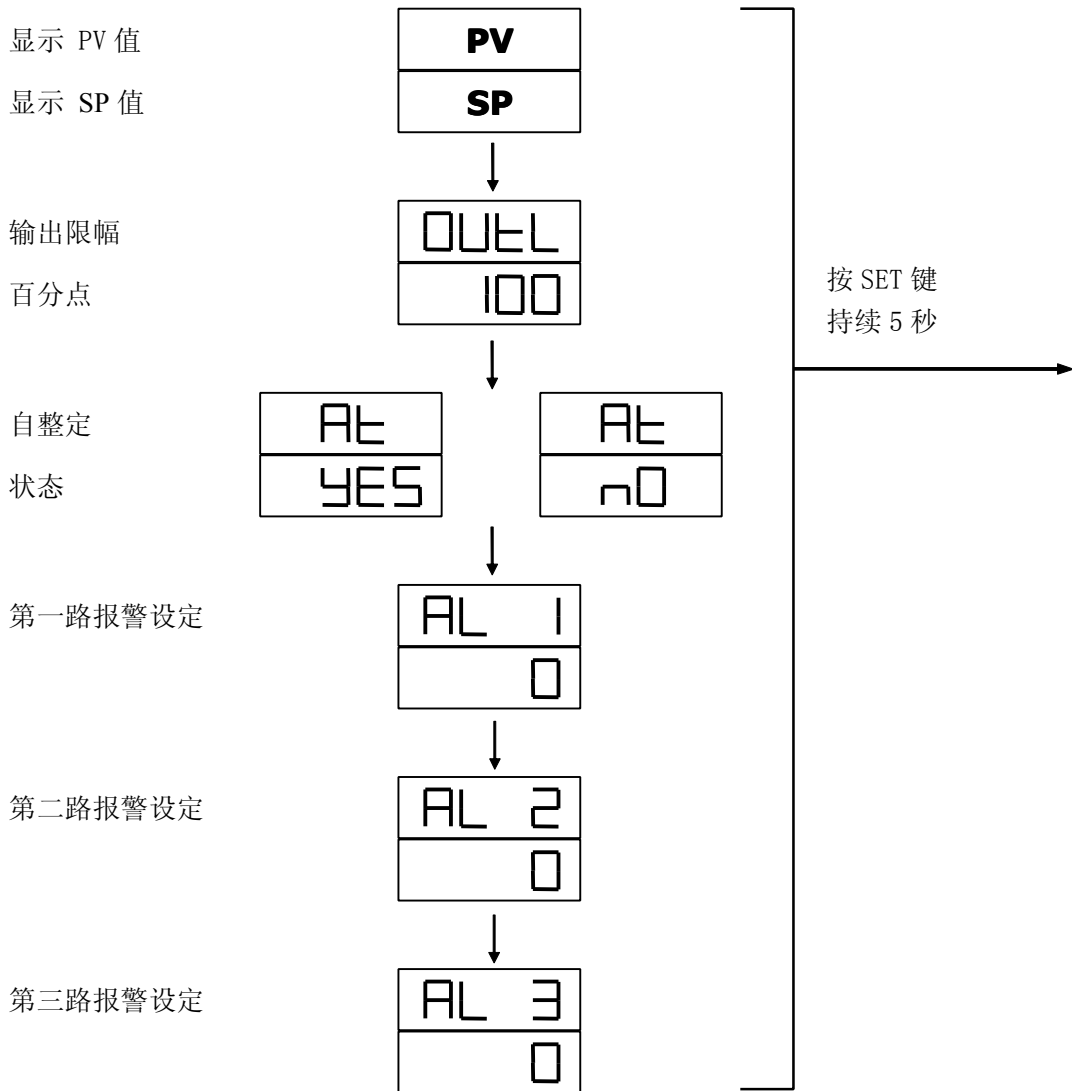 显示 PV 值
PV
显示 SP 值
SP
输出限幅
OUtL
百分点
100
按 SET 键
持续 5 秒
自整定
At
At
状态
YES
nO
第一路报警设定
AL 1
0
第二路报警设定
AL 2
0
第三路报警设定
AL 3
0